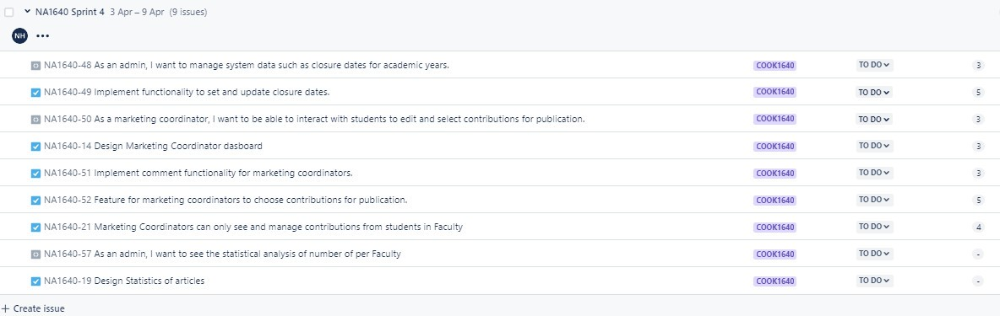 NA1640 Sprint 4 3 Apr – 9 Apr (9 issues)
NH •••
NA1640-48 As an admin, I want to manage system data such as closure dates for academic years. COOK1640 TO DO 3
NA1640-49 Implement functionality to set and update closure dates. COOK1640 TO DO 5
NA1640-50 As a marketing coordinator, I want to be able to interact with students to edit and select contributions for publication. COOK1640 TO DO 3
NA1640-14 Design Marketing Coordinator dasboard COOK1640 TO DO 3
NA1640-51 Implement comment functionality for marketing coordinators. COOK1640 TO DO 3
NA1640-52 Feature for marketing coordinators to choose contributions for publication. COOK1640 TO DO 5
NA1640-21 Marketing Coordinators can only see and manage contributions from students in Faculty COOK1640 TO DO 4
NA1640-57 As an admin, I want to see the statistical analysis of number of per Faculty COOK1640 TO DO -
NA1640-19 Design Statistics of articles COOK1640 TO DO -
+ Create issue